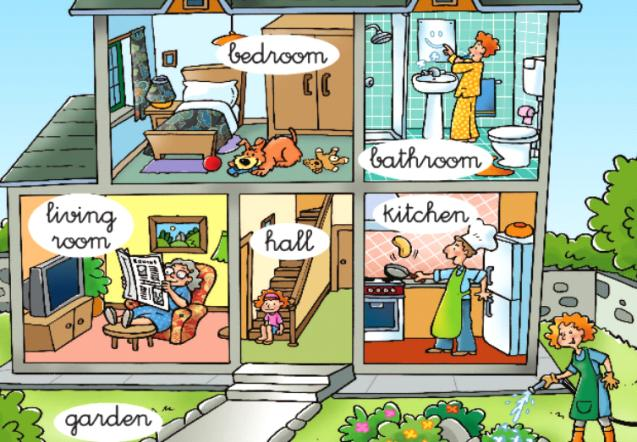 bedroom
bathroom
living
room
hall
kitchen
garden